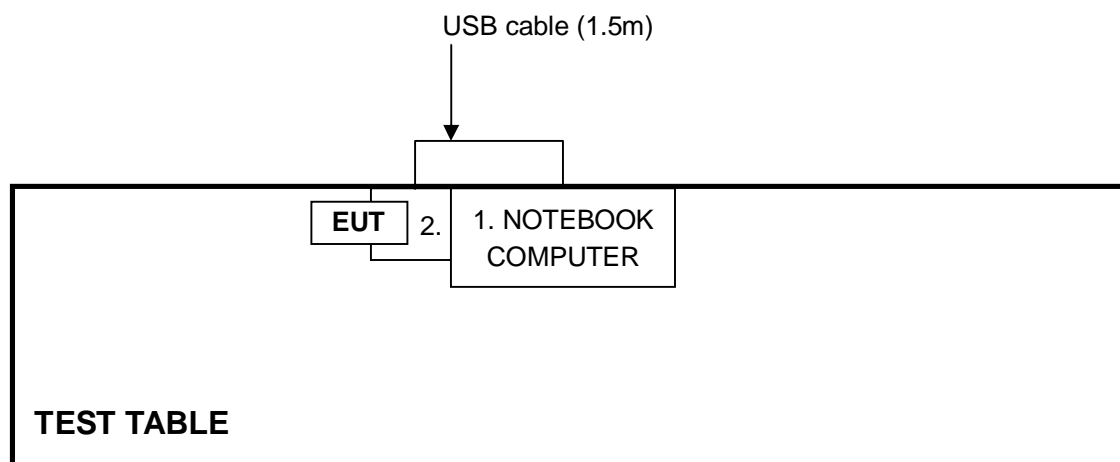 USB cable (1.5m)
EUT
2.
1. NOTEBOOK
COMPUTER
TEST TABLE